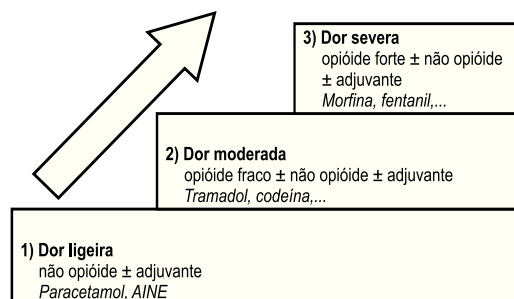 3) Dor severa
opióide forte ± não opióide
± adjuvante
Morfina, fentanil,...
2) Dor moderada
opióide fraco ± não opióide ± adjuvante
Tramadol, codeína,...
1) Dor ligeira
não opióide ± adjuvante
Paracetamol, AINE